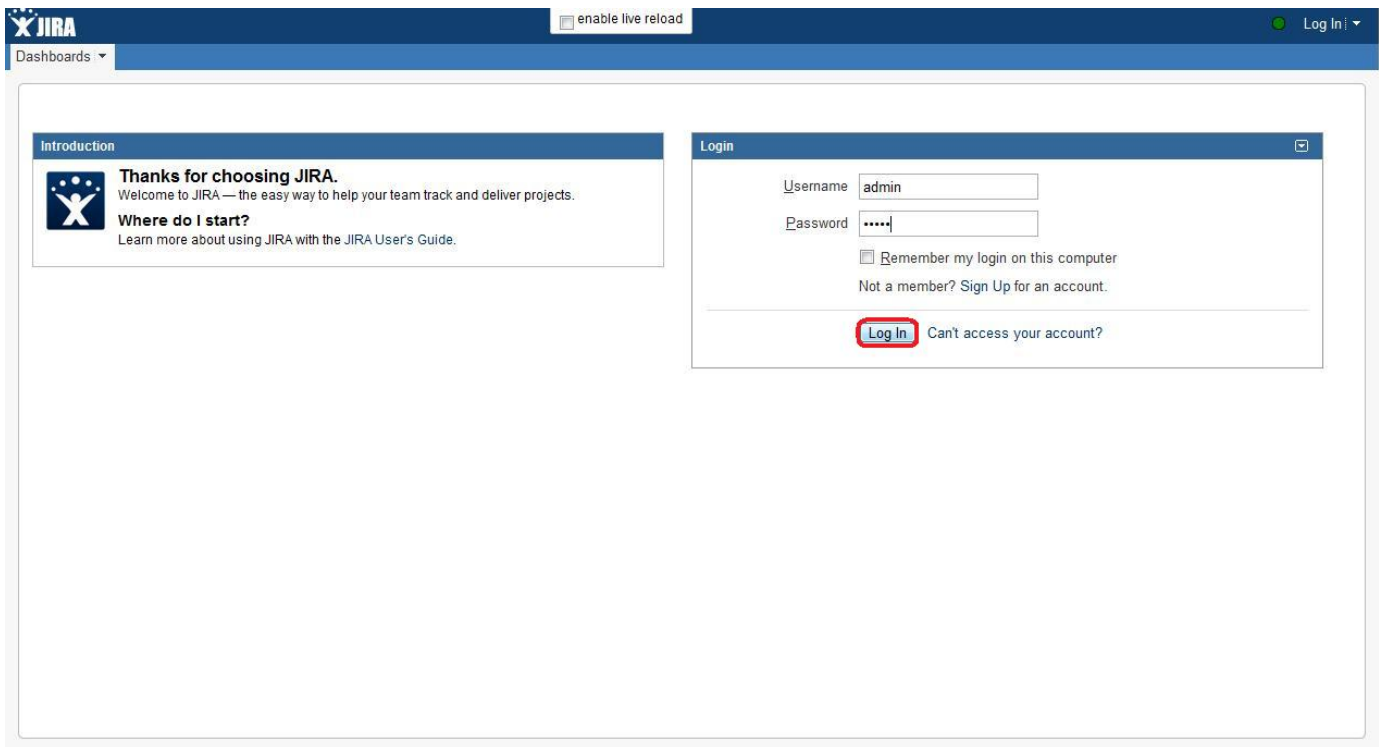 JIRA
enable live reload
Log In
Dashboards
Introduction
Thanks for choosing JIRA.
Welcome to JIRA — the easy way to help your team track and deliver projects.
Where do I start?
Learn more about using JIRA with the JIRA User's Guide.
Login
Username admin
Password •••••
Remember my login on this computer
Not a member? Sign Up for an account.
Log In Can't access your account?